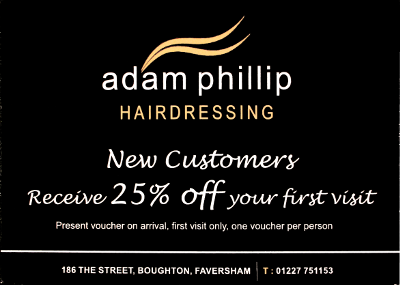 adam phillip
HAIRDRESSING
New Customers
Receive 25% off your first visit
Present voucher on arrival, first visit only, one voucher per person
186 THE STREET, BOUGHTON, FAVERSHAM | T : 01227 751153